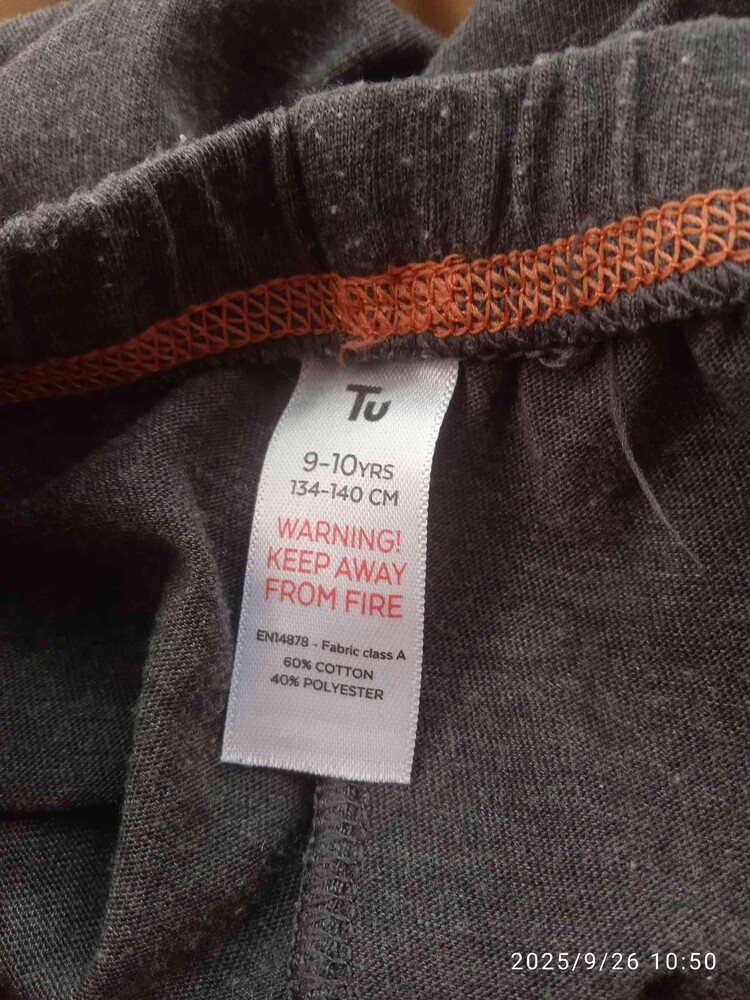 Tu
9-10YRS
134-140 CM
WARNING!
KEEP AWAY
FROM FIRE
EN14878 - Fabric class A
60% COTTON
40% POLYESTER
2025/9/26 10:50